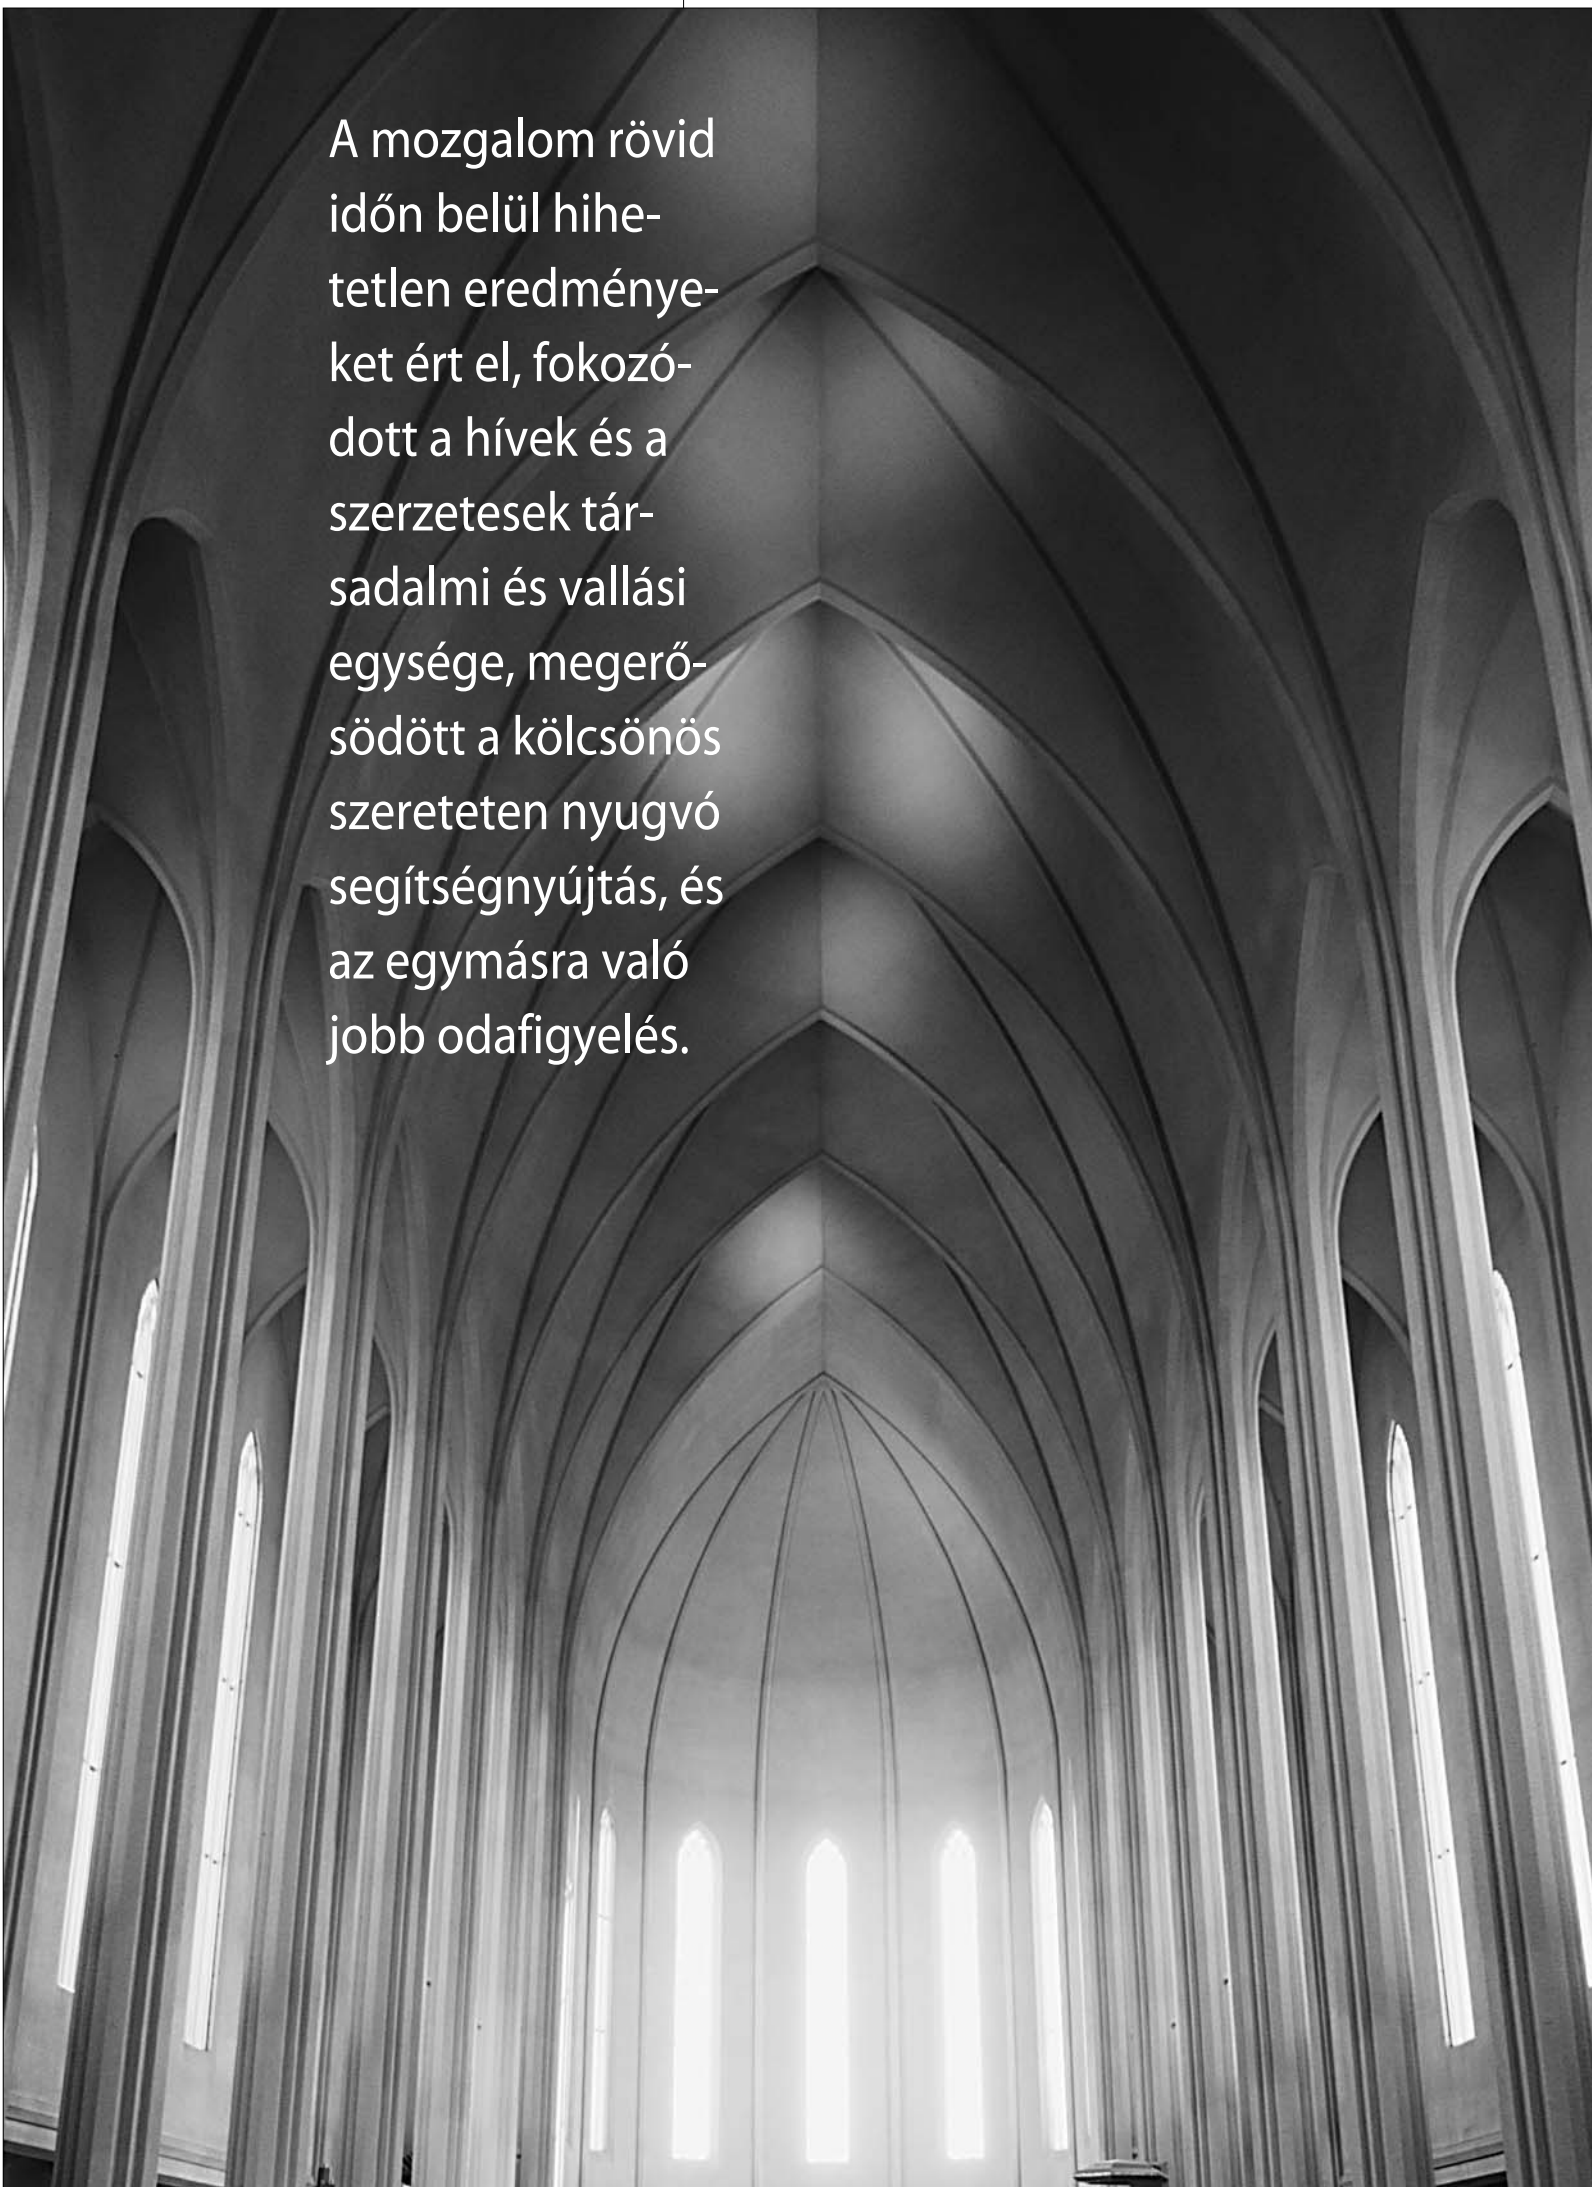 A mozgalom rövid
időn belül hihe-
tetlen eredménye-
ket ért el, fokozó-
dott a hívek és a
szerzetesek tár-
sadalmi és vallási
egysége, megerő-
södött a kölcsönös
szereteten nyugvó
segítségnyújtás, és
az egymásra való
jobb odafigyelés.